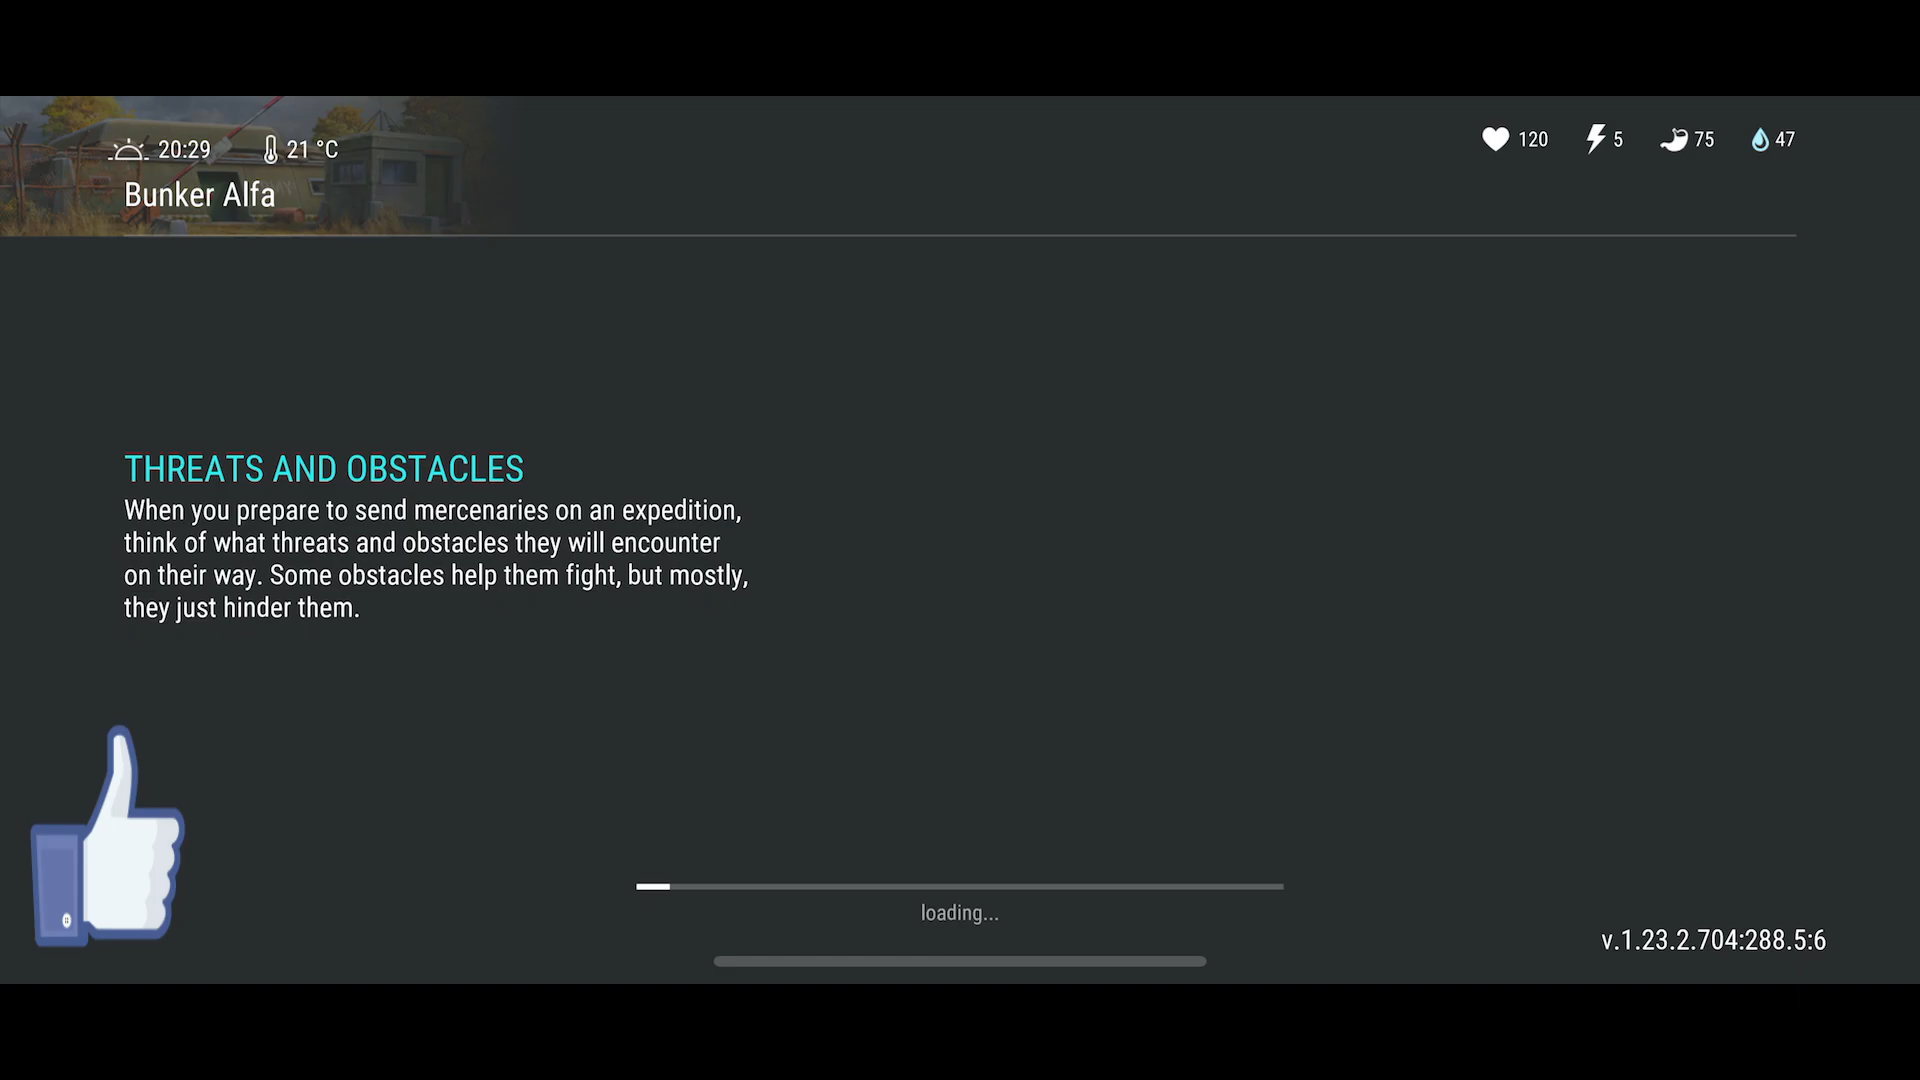 20:29 21 °C
120 5 75 47
Bunker Alfa
THREATS AND OBSTACLES
When you prepare to send mercenaries on an expedition,
think of what threats and obstacles they will encounter
on their way. Some obstacles help them fight, but mostly,
they just hinder them.
loading...
v.1.23.2.704:288.5:6